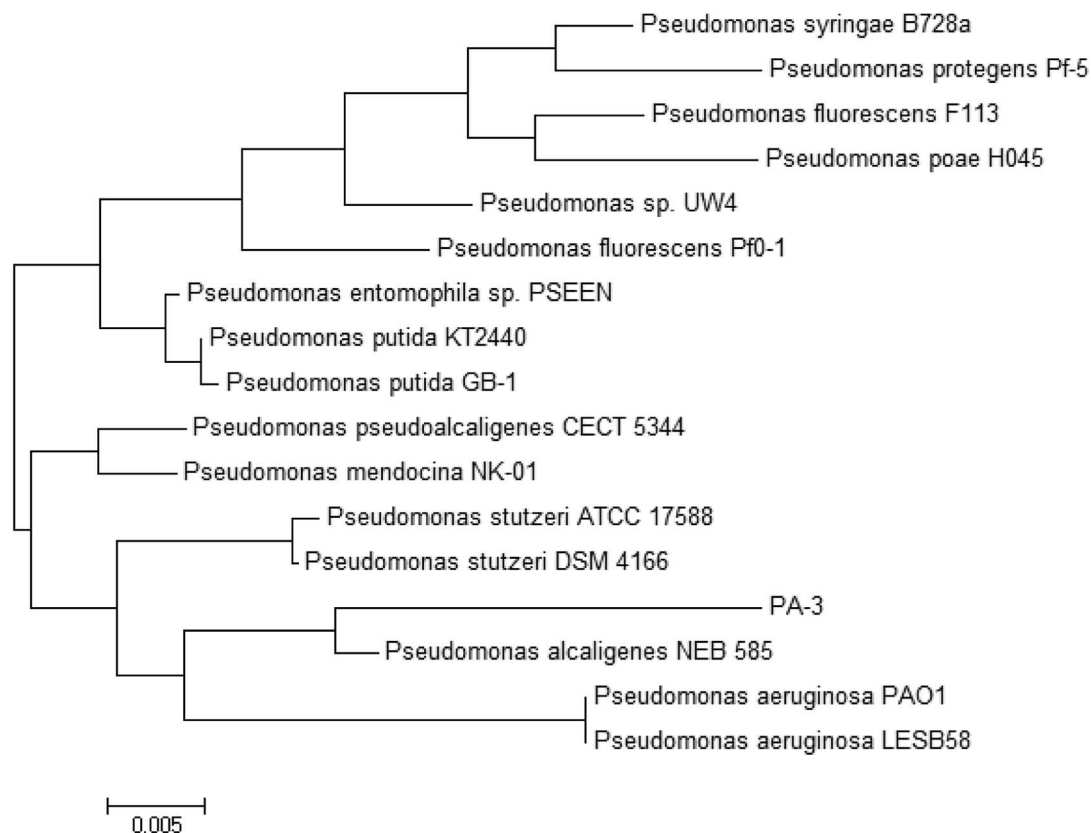 Pseudomonas syringae B728a
Pseudomonas protegens Pf-5
Pseudomonas fluorescens F113
Pseudomonas poae H045
Pseudomonas sp. UW4
Pseudomonas fluorescens Pf0-1
Pseudomonas entomophila sp. PSEEN
Pseudomonas putida KT2440
Pseudomonas putida GB-1
Pseudomonas pseudoalcaligenes CECT 5344
Pseudomonas mendocina NK-01
Pseudomonas stutzeri ATCC 17588
Pseudomonas stutzeri DSM 4166
PA-3
Pseudomonas alcaligenes NEB 585
Pseudomonas aeruginosa PAO1
Pseudomonas aeruginosa LESB58
0.005